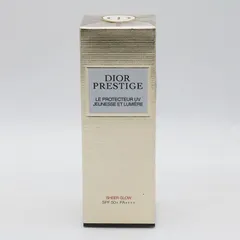 DIOR
PRESTIGE
LE PROTECTEUR UV
JEUNESSE ET LUMIÈRE
SHEER GLOW
SPF 50+ PA++++